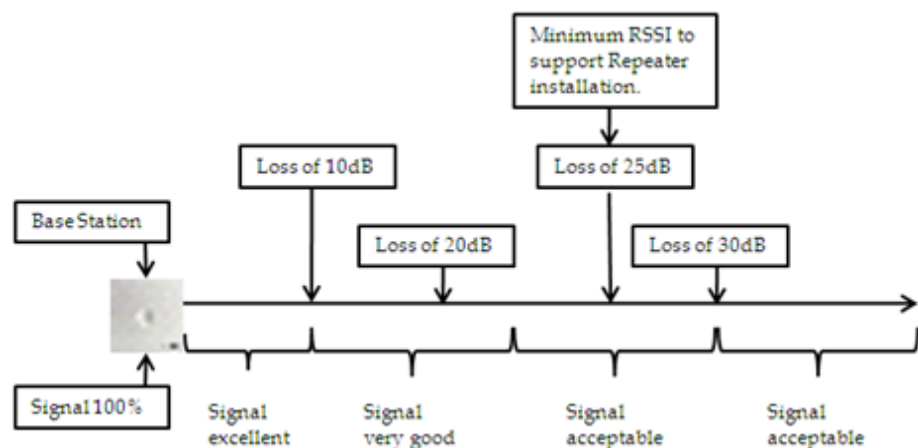 Minimum RSSI to
support Repeater
installation.
Loss of 10dB
Loss of 25dB
Base Station
Loss of 20dB
Loss of 30dB
Signal 100%
Signal
excellent
Signal
very good
Signal
acceptable
Signal
acceptable